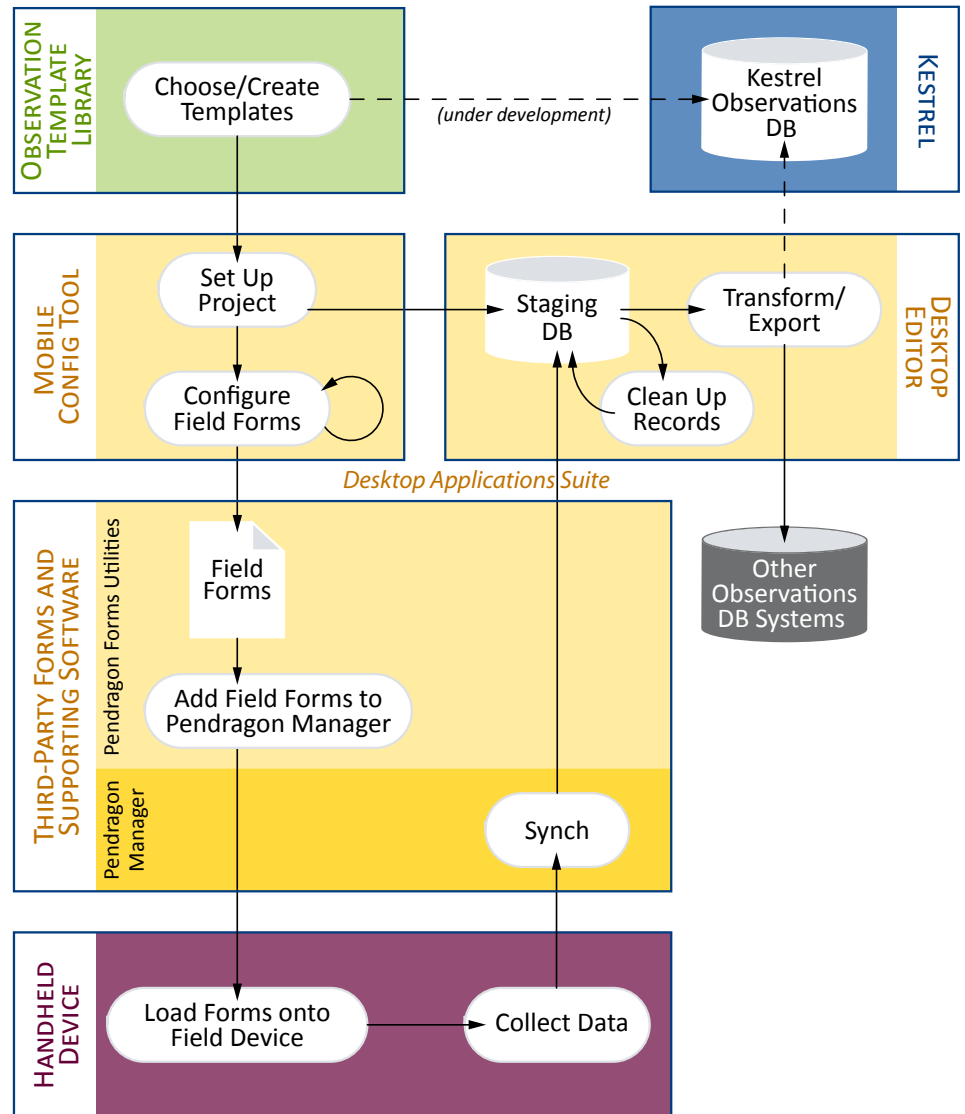 OBSERVATION
TEMPLATE
LIBRARY
Choose/Create
Templates
(under development)
Kestrel
Observations
DB
KESTREL
MOBILE
CONFIG TOOL
Set Up
Project
Configure
Field Forms
Staging
DB
Transform/
Export
Clean Up
Records
DESKTOP
EDITOR
Desktop Applications Suite
THIRD-PARTY FORMS AND
SUPPORTING SOFTWARE
Pendragon Forms Utilities
Field
Forms
Add Field Forms to
Pendragon Manager
Other
Observations
DB Systems
Pendragon
Manager
Synch
HANDHELD
DEVICE
Load Forms onto
Field Device
Collect Data